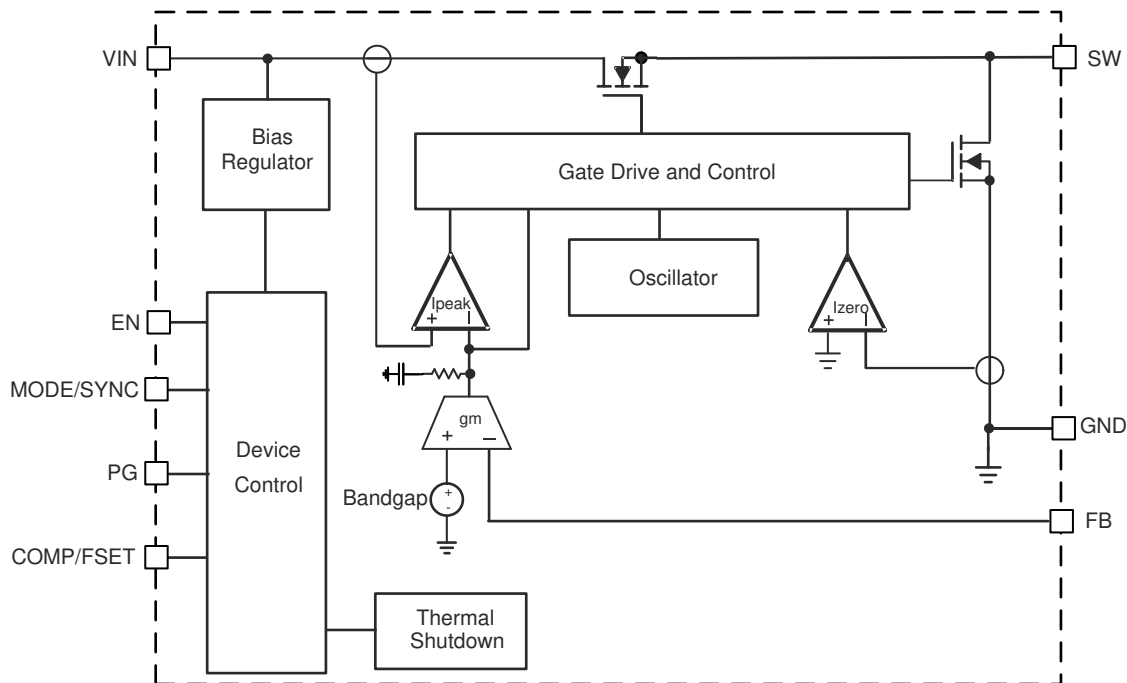 VIN
SW
Bias
Regulator
Gate Drive and Control
Oscillator
Ipeak
+ –
Izero
+ –
EN
MODE/SYNC
PG
COMP/FSET
Device
Control
gm
+ –
Bandgap
+
-
GND
FB
Thermal
Shutdown